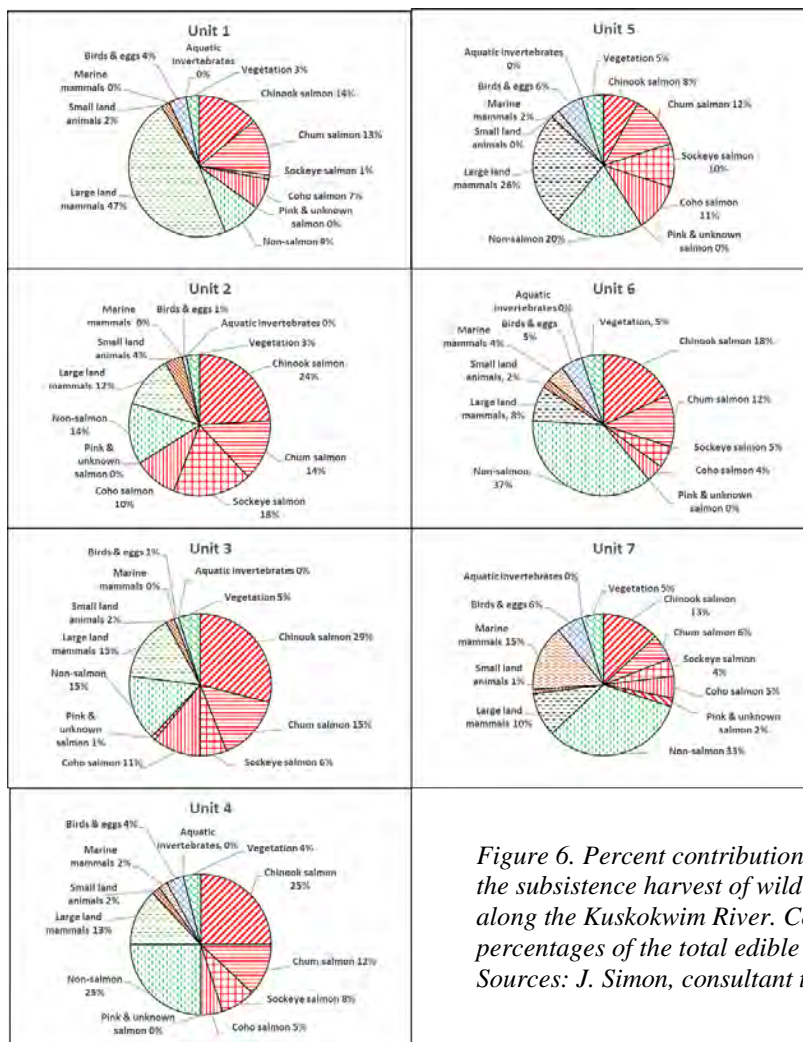 Unit 1
Birds & eggs 4%
Aquatic
invertebrates
0%
Vegetation 3%
Marine
mammals 0%
Small land
animals 2%
Large land
mammals 47%
Chinook salmon 14%
Chum salmon 13%
Sockeye salmon 1%
Coho salmon 7%
Pink & unknown
salmon 0%
Non-salmon 9%
Unit 5
Aquatic invertebrates
0%
Vegetation 5%
Birds & eggs 6%
Chinook salmon 8%
Marine
mammals 2%
Small land
animals 0%
Large land
mammals 26%
Chum salmon 12%
Sockeye salmon
10%
Coho salmon
11%
Non-salmon 20%
Pink & unknown
salmon 0%
Unit 2
Marine
mammals 0%
Birds & eggs 1%
Aquatic invertebrates 0%
Small land
animals 4%
Vegetation 3%
Large land
mammals 12%
Chinook salmon
24%
Non-salmon
14%
Pink &
unknown
salmon 0%
Coho salmon
10%
Chum salmon
14%
Sockeye salmon
18%
Unit 6
Aquatic
invertebrates 0%
Birds & eggs
5%
Vegetation, 5%
Marine
mammals 4%
Small land
animals, 2%
Large land
mammals, 8%
Chinook salmon 18%
Chum salmon 12%
Sockeye salmon 5%
Coho salmon 4%
Non-salmon,
37%
Pink & unknown
salmon 0%
Unit 3
Birds & eggs 1%
Marine
mammals 0%
Aquatic invertebrates 0%
Small land
animals 2%
Vegetation 5%
Large land
mammals 15%
Chinook salmon 29%
Non-salmon
15%
Pink &
unknown
salmon 1%
Coho salmon 11%
Chum salmon 15%
Sockeye salmon 6%
Unit 7
Aquatic invertebrates 0%
Vegetation 5%
Birds & eggs 6%
Chinook salmon
13%
Marine
mammals 15%
Small land
animals 1%
Large land
mammals 10%
Chum salmon 6%
Sockeye salmon
4%
Coho salmon 5%
Pink & unknown
salmon 2%
Non-salmon 33%
Unit 4
Birds & eggs 4%
Aquatic
invertebrates, 0%
Vegetation 4%
Marine
mammals 2%
Small land
animals 2%
Large land
mammals 13%
Chinook salmon
25%
Non-salmon
25%
Pink & unknown
salmon 0%
Chum salmon 12%
Sockeye salmon 8%
Coho salmon 5%
Figure 6. Percent contribution
the subsistence harvest of wild
along the Kuskokwim River.
percentages of the total edible
Sources: J. Simon, consultant